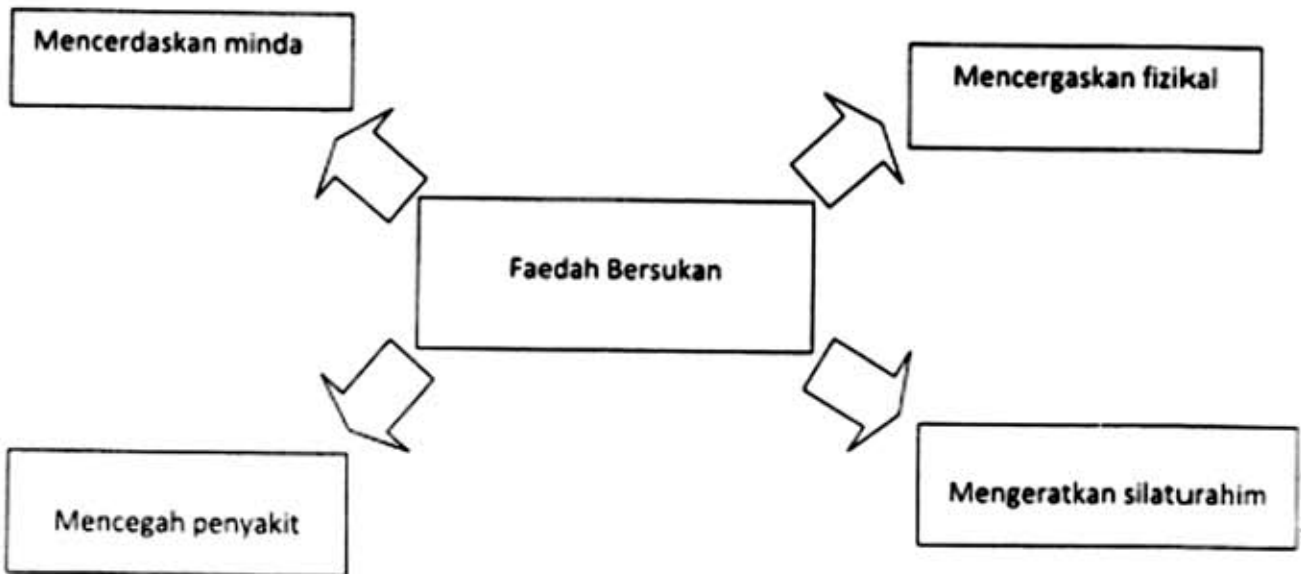 Mencerdaskan minda
Mencergaskan fizikal
Faedah Bersukan
Mencegah penyakit
Mengeratkan silaturahim